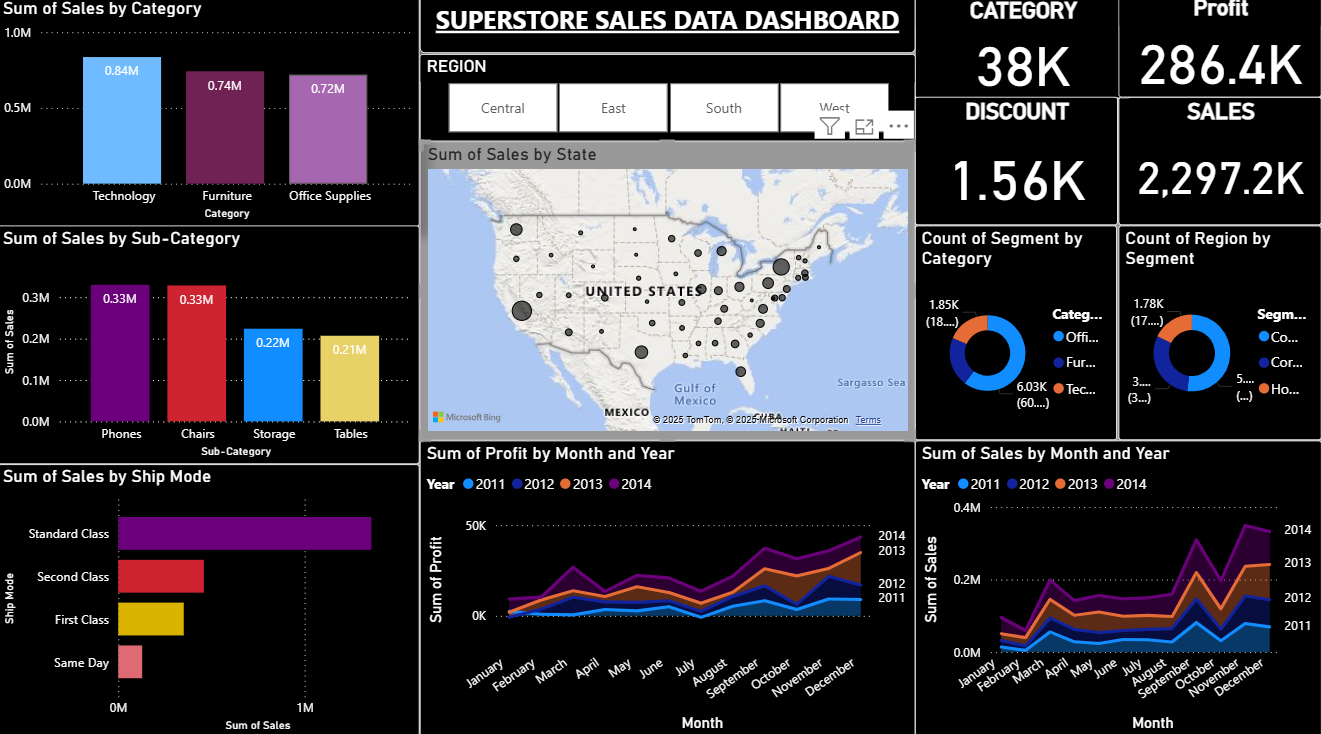 Sum of Sales by Category
1.0M
0.5M
0.0M
0.84M
0.74M
0.72M
Technology
Furniture
Office Supplies
Category
Sum of Sales by Sub-Category
Sum of Sales
0.3M
0.2M
0.1M
0.0M
0.33M
0.33M
0.22M
0.21M
Phones
Chairs
Storage
Tables
Sub-Category
Sum of Sales by Ship Mode
Ship Mode
Standard Class
Second Class
First Class
Same Day
0M
1M
Sum of Sales
SUPERSTORE SALES DATA DASHBOARD
REGION
Central
East
South
West
Sum of Sales by State
UNITED STATES
Gulf of
Mexico
Sargasso Sea
MEXICO
CUBA
HAITI
Microsoft Bing
© 2025 TomTom, © 2025 Microsoft Corporation
Terms
Sum of Profit by Month and Year
Year
2011
2012
2013
2014
Sum of Profit
50K
0K
2014
2013
2012
2011
January
February
March
April
May
June
July
August
September
October
November
December
Month
CATEGORY
38K
Profit
286.4K
DISCOUNT
1.56K
SALES
2,297.2K
Count of Segment by
Category
1.85K
(18....)
6.03K
(60....)
Categ...
Offi...
Fur...
Tec...
Count of Region by
Segment
1.78K
(17....)
3....
(3...)
5....
(...)
Segm...
Co...
Cor...
Ho...
Sum of Sales by Month and Year
Year
2011
2012
2013
2014
Sum of Sales
0.4M
0.2M
0.0M
2014
2013
2012
2011
January
February
March
April
May
June
July
August
September
October
November
December
Month